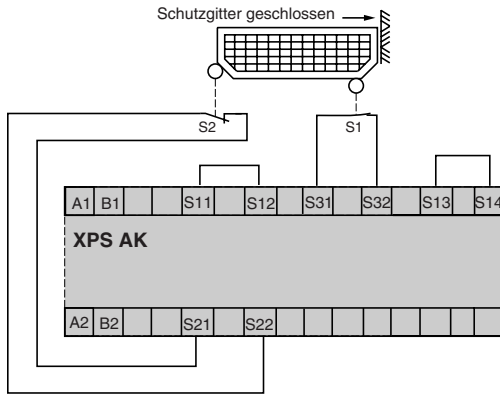 Schutzgitter geschlossen
S2 S1
A1 B1 S11 S12 S31 S32 S13 S14
XPS AK
A2 B2 S21 S22